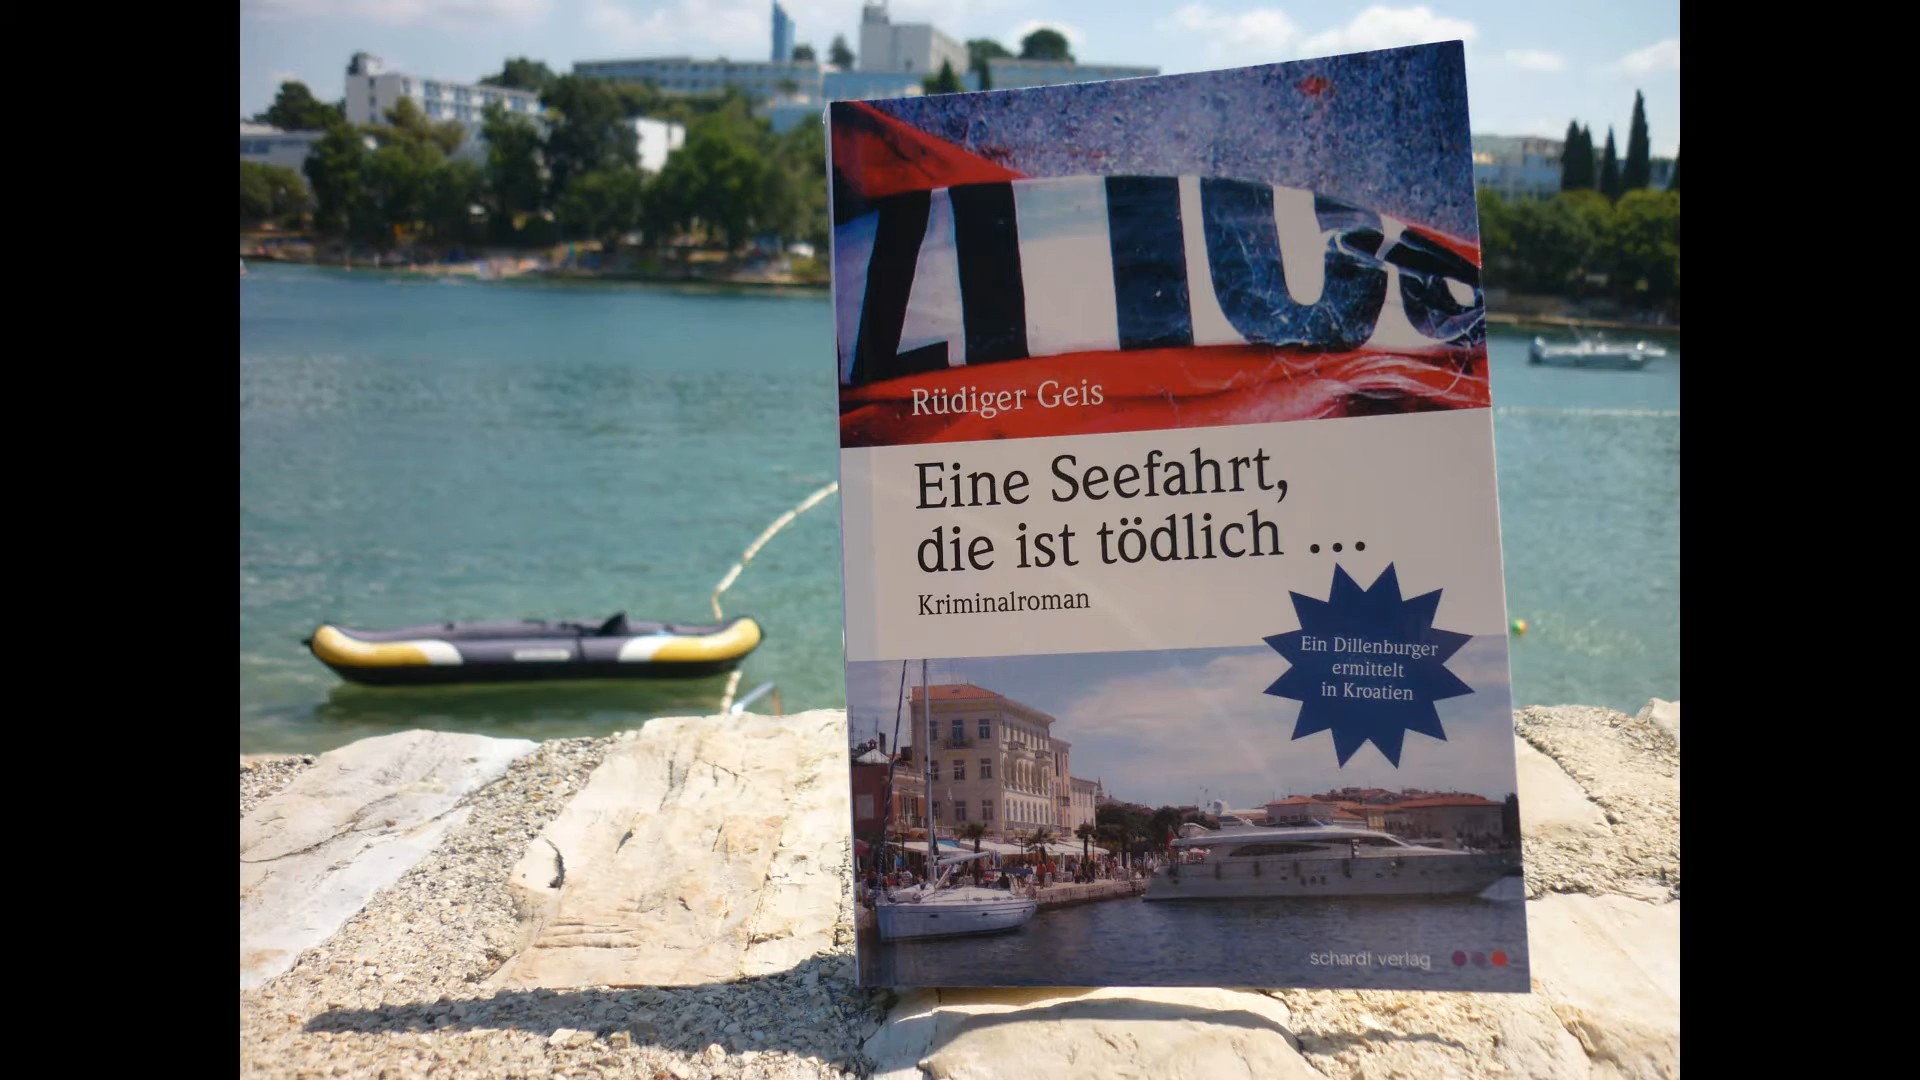 Rüdiger Geis
Eine Seefahrt,
die ist tödlich ...
Kriminalroman
Ein Dillenburger
ermittelt
in Kroatien
schardt verlag